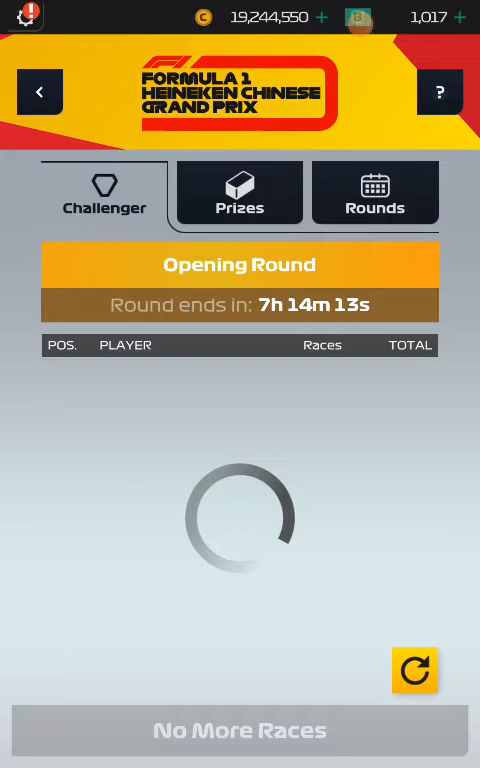 C 19,244,550 + B 1,017 +
FORMULA 1
HEINEKEN CHINESE
GRAND PRIX
?
Challenger
Prizes
Rounds
Opening Round
Round ends in: 7h 14m 13s
POS. PLAYER Races TOTAL
No More Races